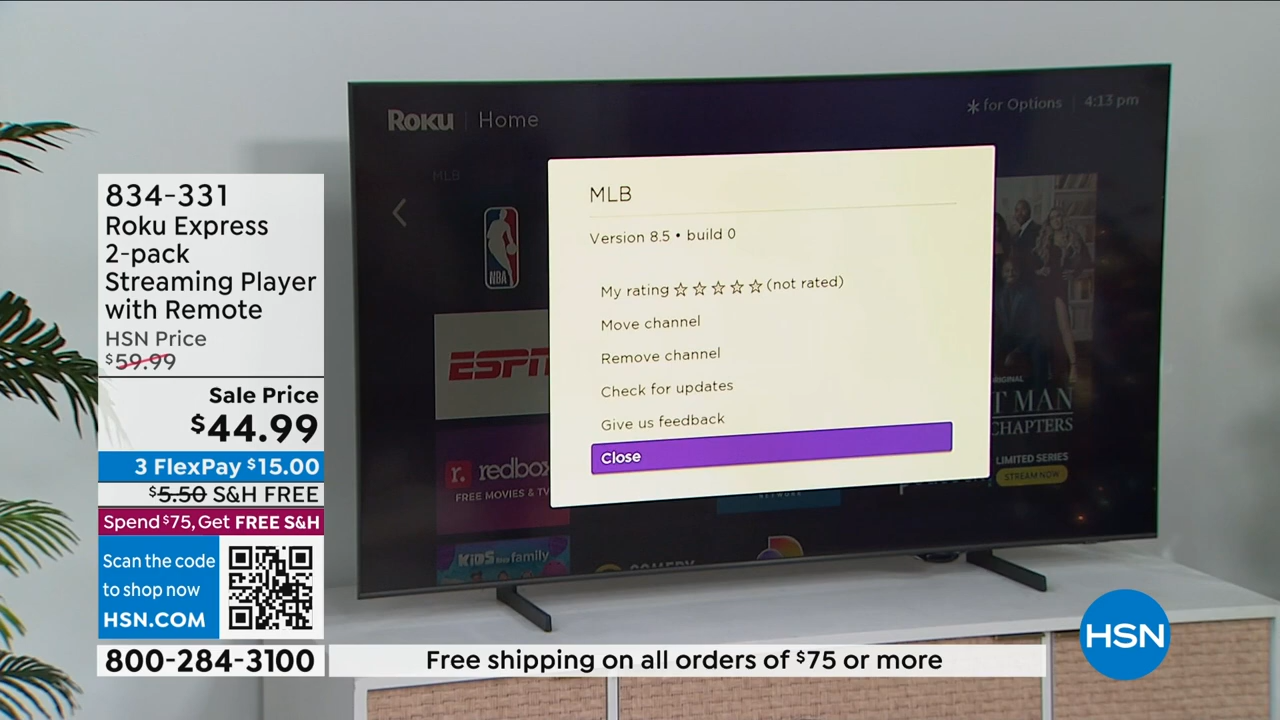 834-331
Roku Express
2-pack
Streaming Player
with Remote
HSN Price
$59.99
Sale Price
$44.99
3 FlexPay $15.00
$5.50 S&H FREE
Spend $75, Get FREE S&H
Scan the code
to shop now
HSN.COM
800-284-3100
Free shipping on all orders of $75 or more
HSN
Roku | Home
* for Options | 4:13 pm
MLB
NBA
ESPN
redbox
FREE MOVIES & TV
KiDS family
MLB
Version 8.5 • build 0
My rating ☆☆☆☆☆ (not rated)
Move channel
Remove channel
Check for updates
Give us feedback
Close
T MAN
CHAPTERS
LIMITED SERIES
STREAM NOW